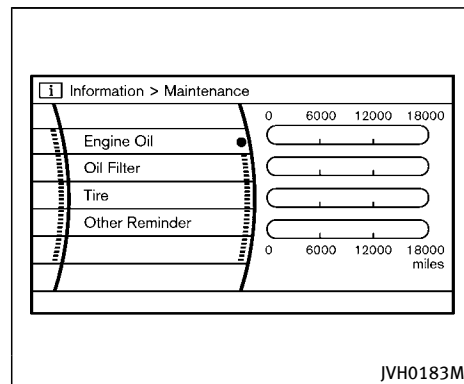 i Information > Maintenance
0 6000 12000 18000
Engine Oil
Oil Filter
Tire
Other Reminder
0 6000 12000 18000
miles
JVH0183M